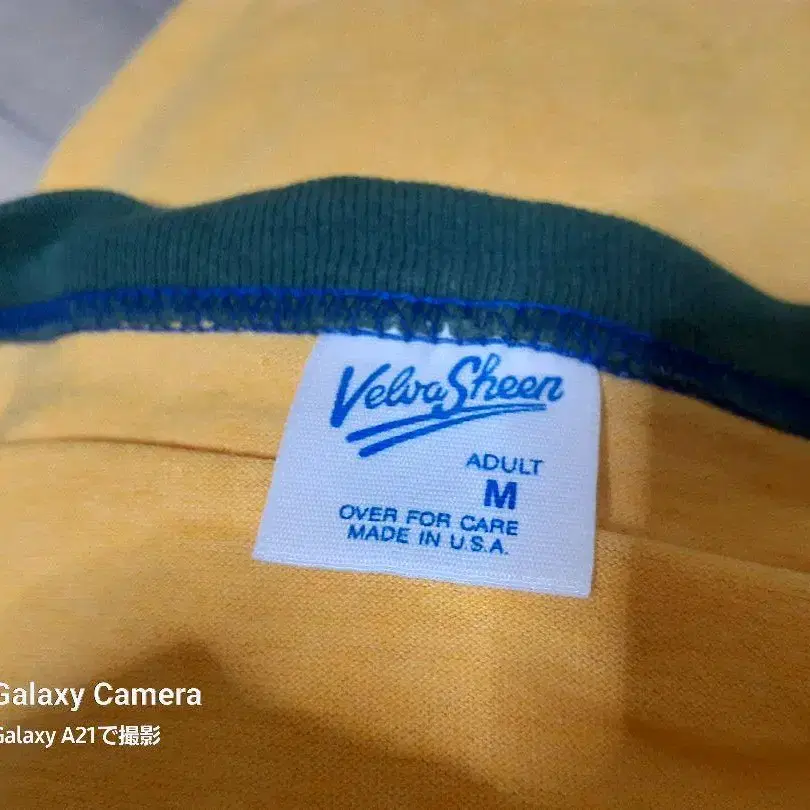 VelvaSheen
ADULT
M
OVER FOR CARE
MADE IN U.S.A.
Galaxy Camera
Galaxy A21で撮影